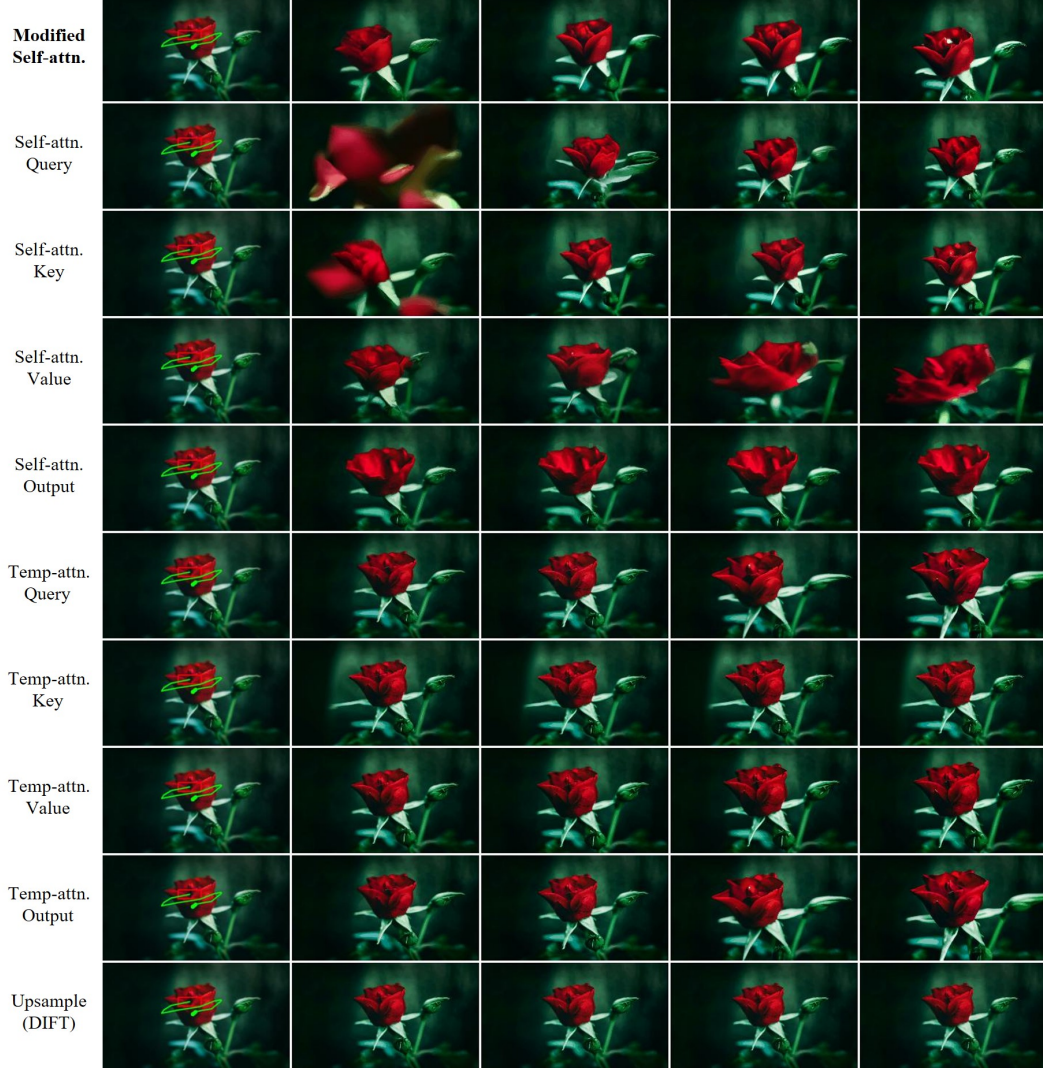 Modified
Self-attn.
Self-attn.
Query
Self-attn.
Key
Self-attn.
Value
Self-attn.
Output
Temp-attn.
Query
Temp-attn.
Key
Temp-attn.
Value
Temp-attn.
Output
Upsample
(DIFT)